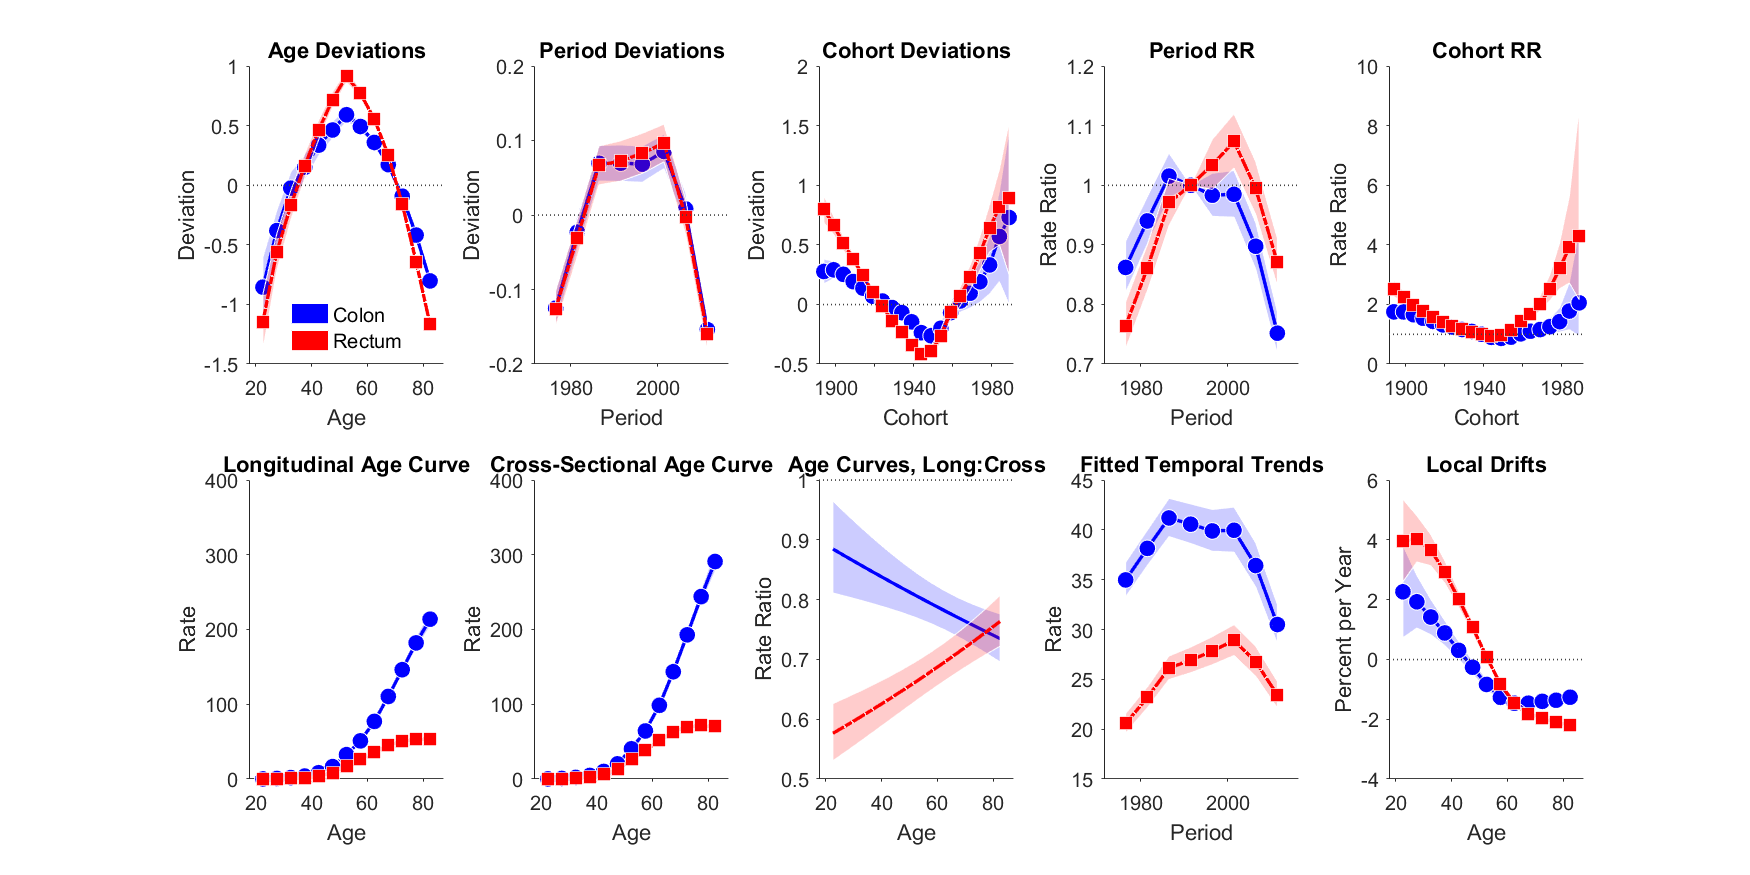 Age Deviations
1
0.5
0
-0.5
-1
-1.5
20 40 60 80
Age
Deviation
Colon
Rectum
Period Deviations
0.2
0.1
0
-0.1
-0.2
1980 2000
Period
Deviation
Cohort Deviations
2
1.5
1
0.5
0
-0.5
1900 1940 1980
Cohort
Deviation
Period RR
1.2
1.1
1
0.9
0.8
0.7
1980 2000
Period
Rate Ratio
Cohort RR
10
8
6
4
2
0
1900 1940 1980
Cohort
Rate Ratio
Longitudinal Age Curve
400
300
200
100
0
20 40 60 80
Age
Rate
Cross-Sectional Age Curve
400
300
200
100
0
20 40 60 80
Age
Rate
Age Curves, Long:Cross
1
0.9
0.8
0.7
0.6
0.5
20 40 60 80
Age
Rate Ratio
Fitted Temporal Trends
45
40
35
30
25
20
15
1980 2000
Period
Rate
Local Drifts
6
4
2
0
-2
-4
20 40 60 80
Age
Percent per Year